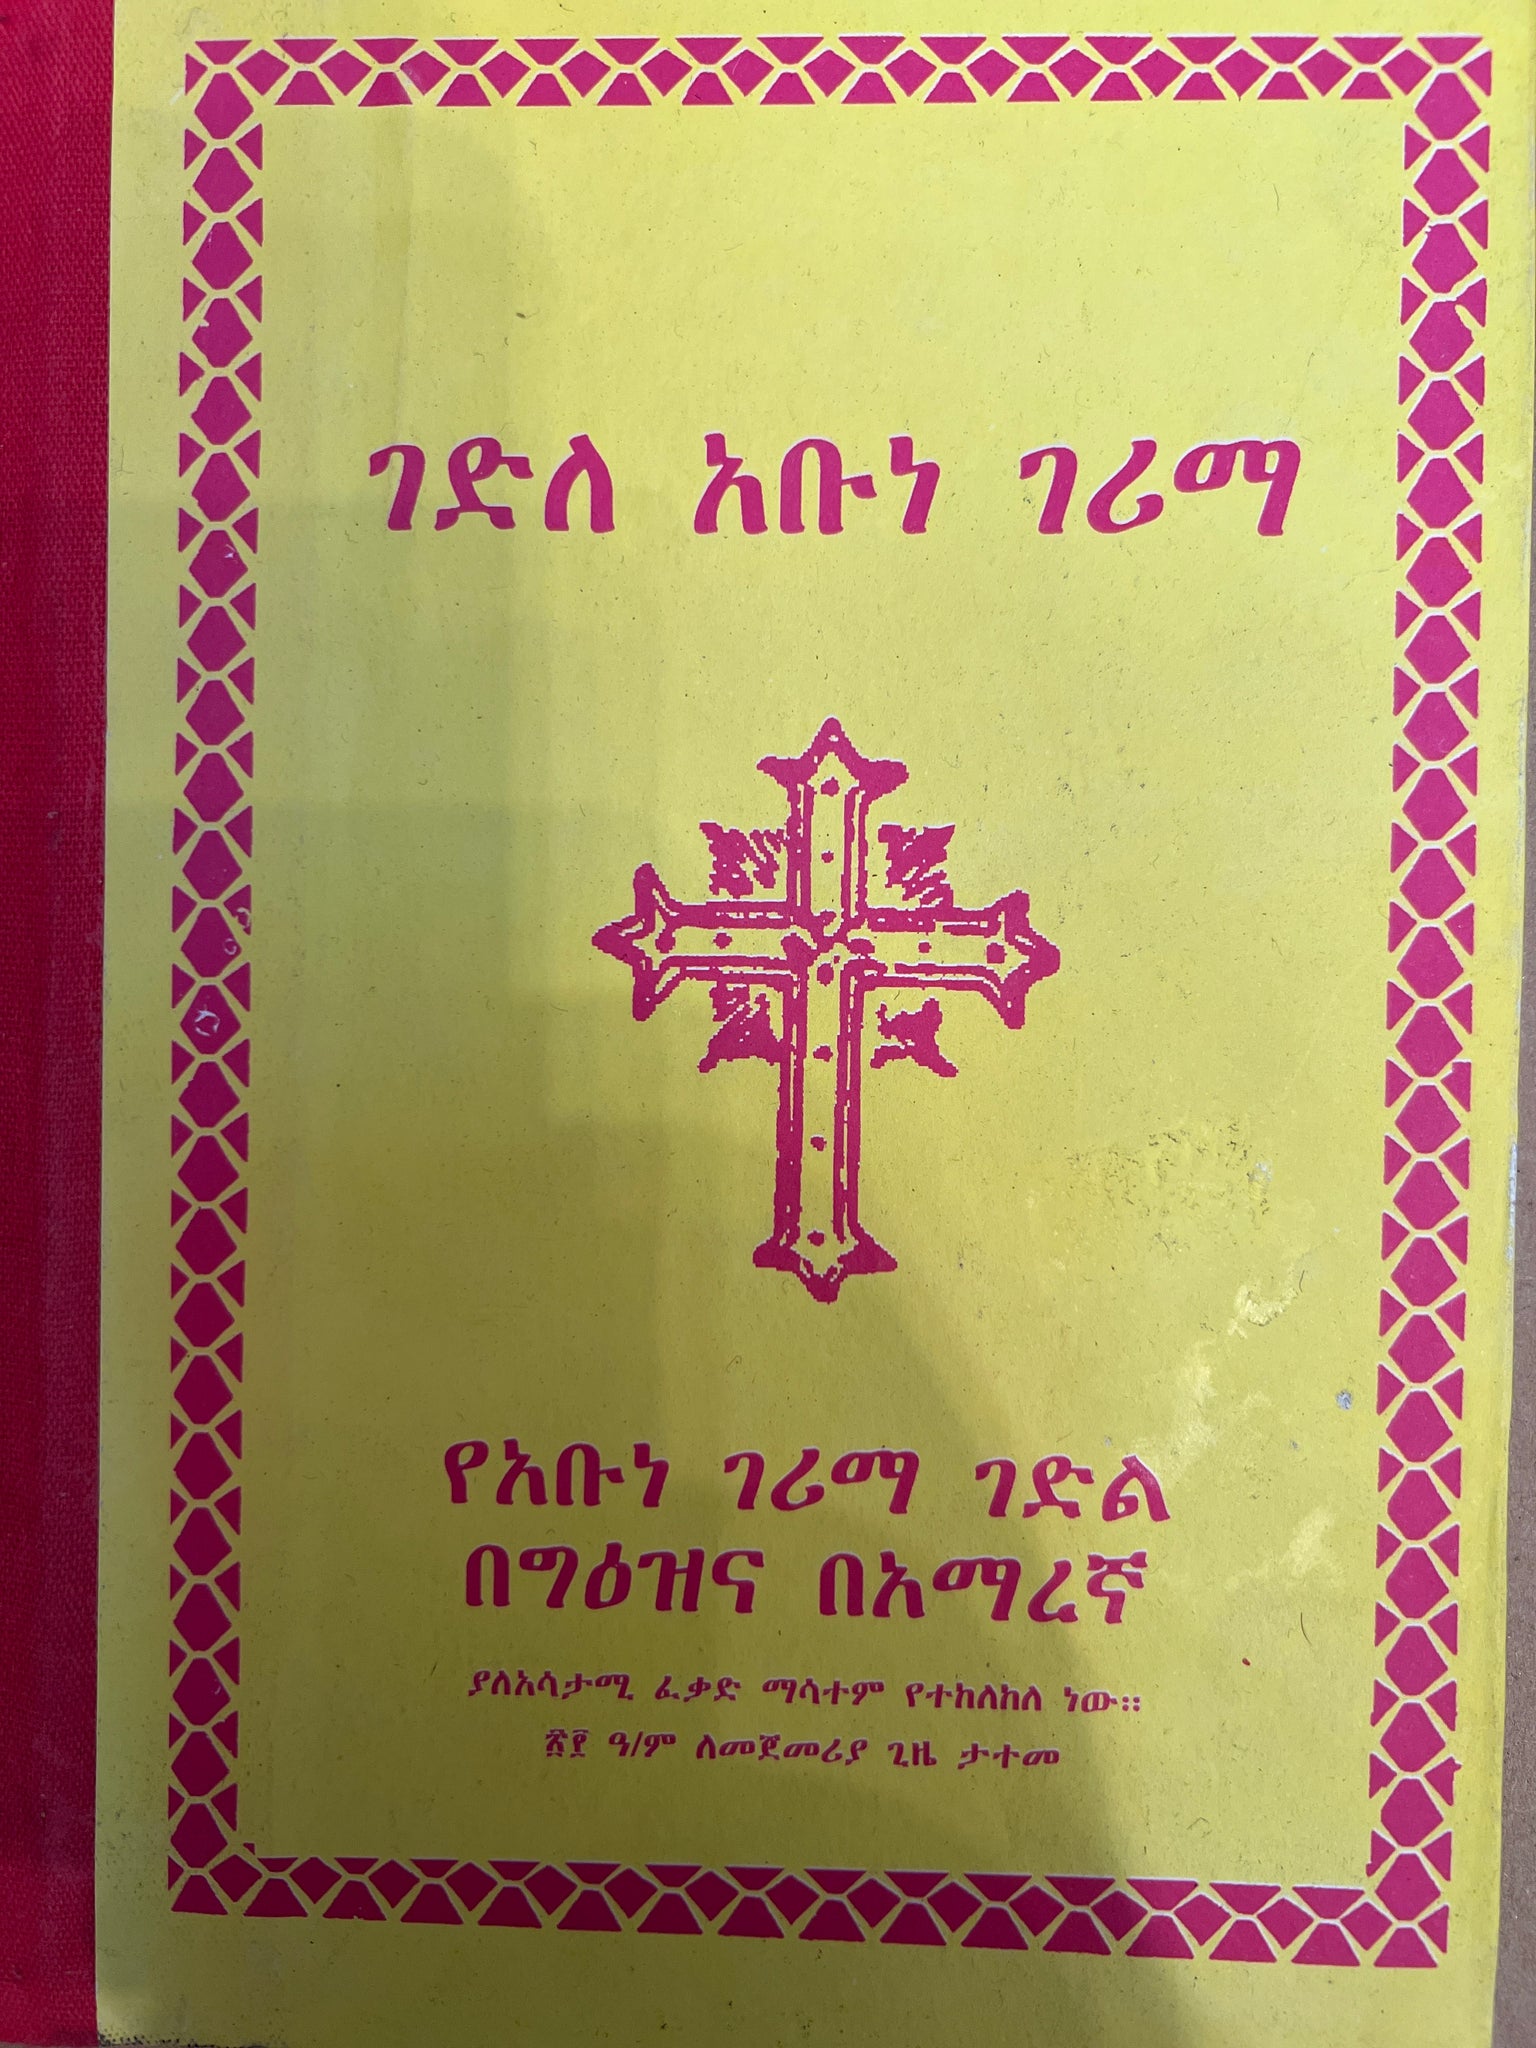 ገድለ አቡነ ገሪማ
የአቡነ ገሪማ ገድል
በግዕዝና በአማረኛ
ያለአሳታሚ ፈቃድ ማሳተም የተከለከለ ነው።
ዓ/ም ለመጀመሪያ ጊዜ ታተመ